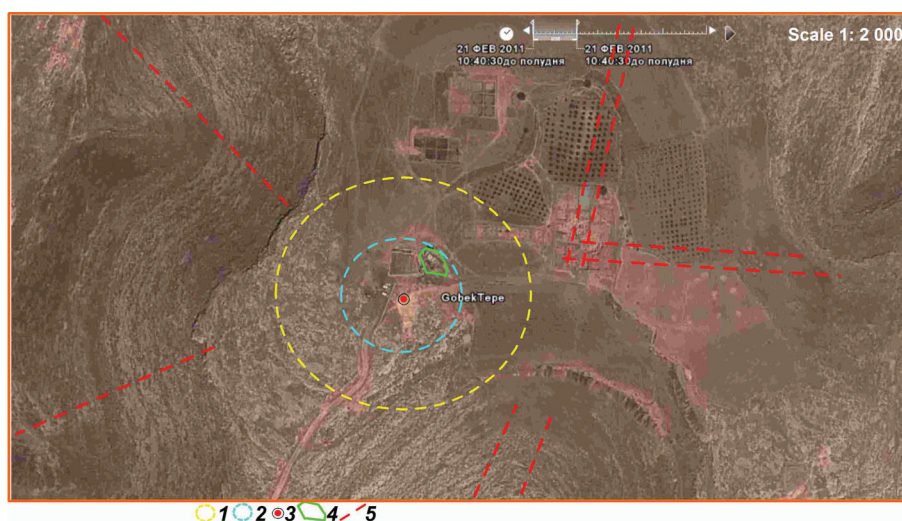 Scale 1: 2 000
21 ФЕВ 2011
10:40:30до полудня
21 ФЕВ 2011
10:40:30до полудня
GobekTepe
1 2 3 4 5